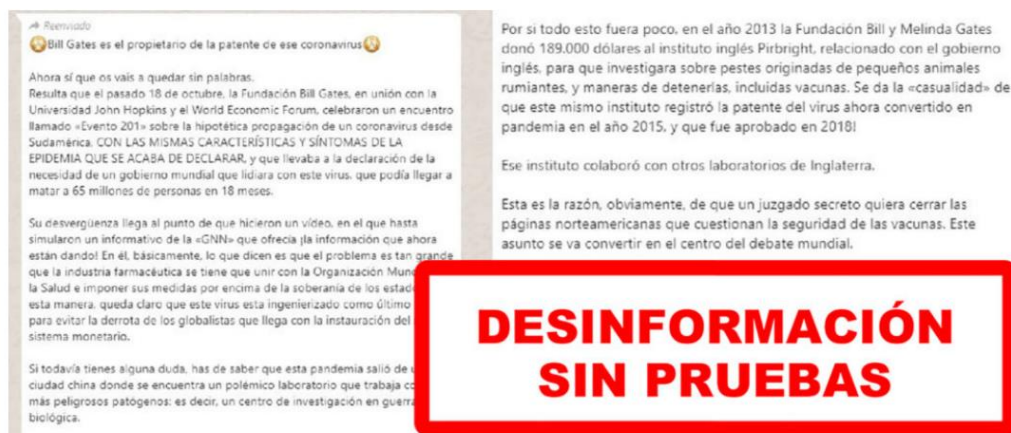 Reenviado
Bill Gates es el propietario de la patente de ese coronavirus
Ahora sí que os vais a quedar sin palabras.
Resulta que el pasado 18 de octubre, la Fundación Bill Gates, en unión con la
Universidad John Hopkins y el World Economic Forum, celebraron un encuentro
llamado «Evento 201» sobre la hipotética propagación de un coronavirus desde
Sudamérica, CON LAS MISMAS CARACTERÍSTICAS Y SÍNTOMAS DE LA
EPIDEMIA QUE SE ACABA DE DECLARAR, y que llevaba a la declaración de la
necesidad de un gobierno mundial que lidiara con este virus, que podía llegar a
matar a 65 millones de personas en 18 meses.
Su desvergüenza llega al punto de que hicieron un vídeo, en el que hasta
simularon un informativo de la «GNN» que ofrecía ¡la información que ahora
están dando! En él, básicamente, lo que dicen es que el problema es tan grande
que la industria farmacéutica se tiene que unir con la Organización
la Salud e imponer sus medidas por encima de la soberanía de los
esta manera, queda claro que este virus esta ingenierizado como último
para evitar la derrota de los globalistas que llega con la instauración del
sistema monetario.
Si todavía tienes alguna duda, has de saber que esta pandemia salió de
ciudad china donde se encuentra un polémico laboratorio que trabaja
más peligrosos patógenos: es decir, un centro de investigación en
biológica.
Por si todo esto fuera poco, en el año 2013 la Fundación Bill y Melinda Gates
donó 189.000 dólares al instituto inglés Pirbright, relacionado con el gobierno
inglés, para que investigara sobre pestes originadas de pequeños animales
rumiantes, y maneras de detenerlas, incluidas vacunas. Se da la «casualidad» de
que este mismo instituto registró la patente del virus ahora convertido en
pandemia en el año 2015, y que fue aprobado en 2018!
Ese instituto colaboró con otros laboratorios de Inglaterra.
Esta es la razón, obviamente, de que un juzgado secreto quiera cerrar las
páginas norteamericanas que cuestionan la seguridad de las vacunas. Este
asunto se va convertir en el centro del debate mundial.
DESINFORMACIÓN
SIN PRUEBAS